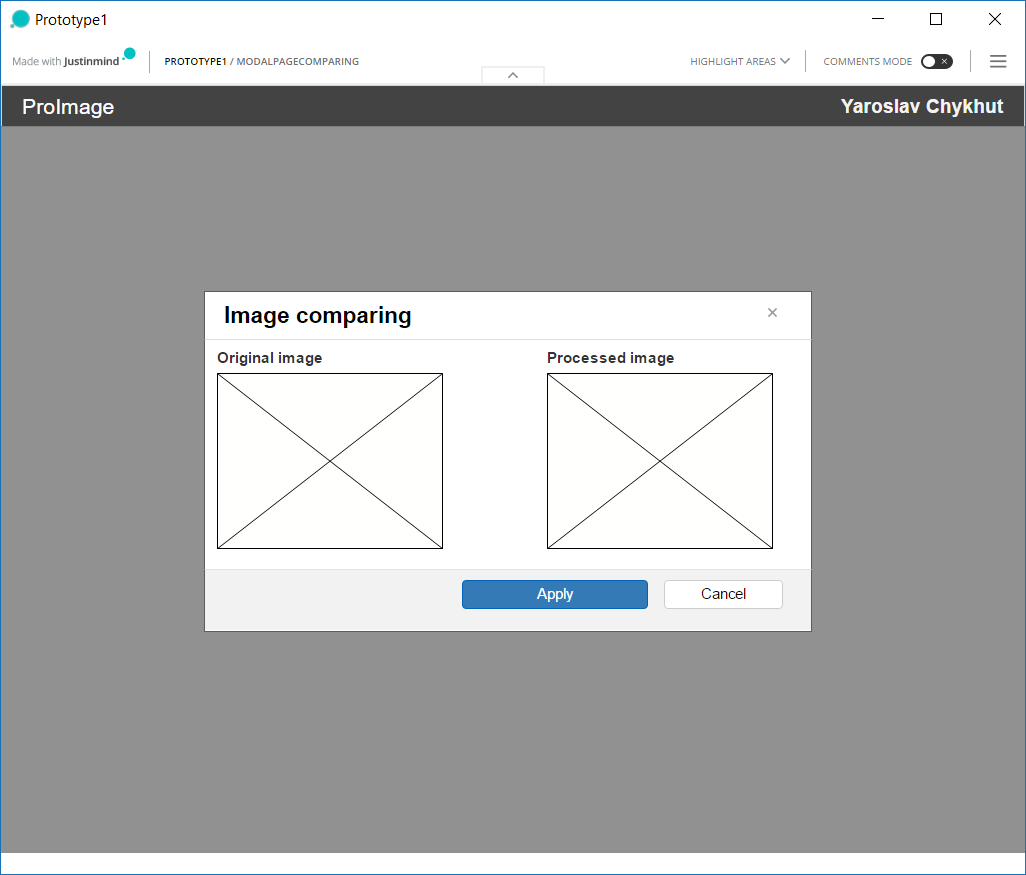 Prototype1
Made with Justinmind
PROTOTYPE1 / MODALPAGECOMPARING
HIGHLIGHT AREAS
COMMENTS MODE
ProImage
Yaroslav Chykhut
Image comparing
Original image
Processed image
Apply
Cancel